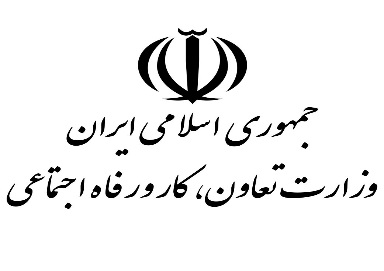 جمهوری اسلامی ایران
وزارت تعاون، کار و رفاه اجتماعی